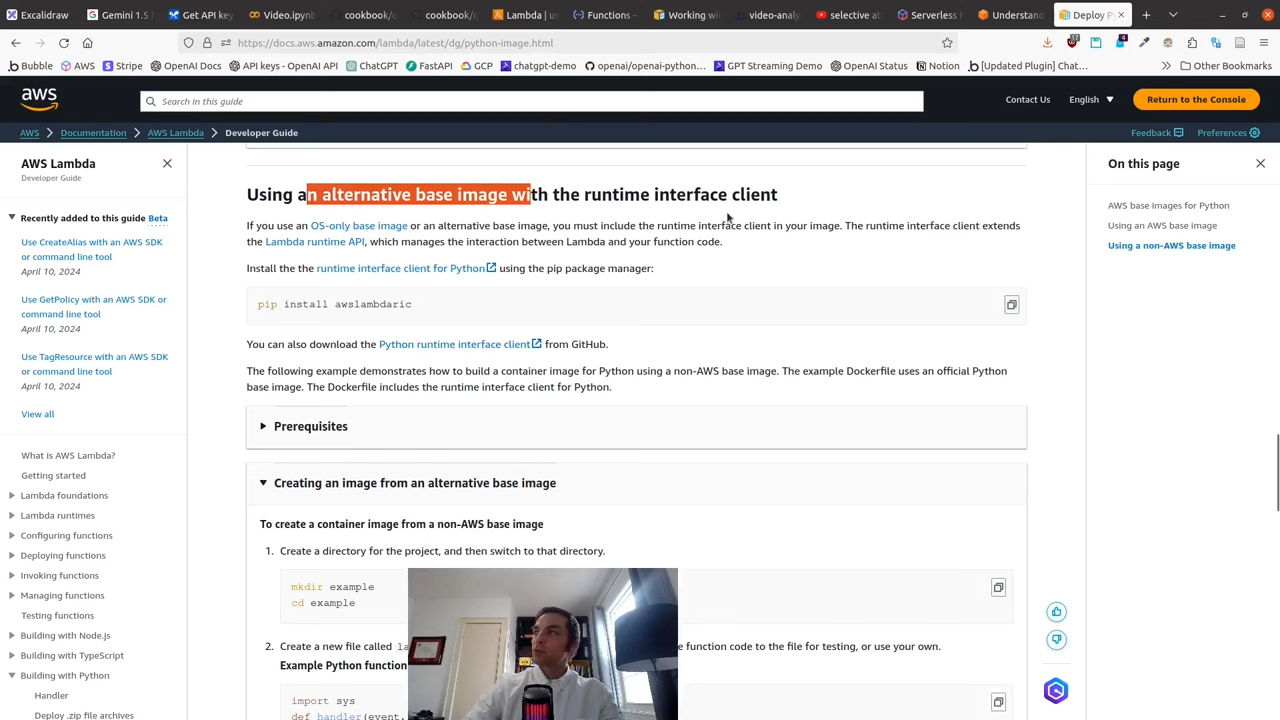 Excalidraw
Gemini 1.5
Get API key
Video.ipynb
cookbook/c
cookbook/c
Lambda | us
Functions –
Working wi
video-analy
selective at
Serverless F
Understand
Deploy Py
https://docs.aws.amazon.com/lambda/latest/dg/python-image.html
Bubble
AWS
Stripe
OpenAI Docs
API keys - OpenAI API
ChatGPT
FastAPI
GCP
chatgpt-demo
openai/openai-python...
GPT Streaming Demo
OpenAI Status
Notion
[Updated Plugin] Chat...
Other Bookmarks
aws
Search in this guide
Contact Us
English
Return to the Console
AWS
Documentation
AWS Lambda
Developer Guide
Feedback
Preferences
AWS Lambda
Developer Guide
Recently added to this guide Beta
Use CreateAlias with an AWS SDK
or command line tool
April 10, 2024
Use GetPolicy with an AWS SDK or
command line tool
April 10, 2024
Use TagResource with an AWS SDK
or command line tool
April 10, 2024
View all
What is AWS Lambda?
Getting started
Lambda foundations
Lambda runtimes
Configuring functions
Deploying functions
Invoking functions
Managing functions
Testing functions
Building with Node.js
Building with TypeScript
Building with Python
Handler
Deploy .zip file archives
Using an alternative base image with the runtime interface client
If you use an OS-only base image or an alternative base image, you must include the runtime interface client in your image. The runtime interface client extends
the Lambda runtime API, which manages the interaction between Lambda and your function code.
Install the the runtime interface client for Python using the pip package manager:
pip install awslambdaric
You can also download the Python runtime interface client from GitHub.
The following example demonstrates how to build a container image for Python using a non-AWS base image. The example Dockerfile uses an official Python
base image. The Dockerfile includes the runtime interface client for Python.
Prerequisites
Creating an image from an alternative base image
To create a container image from a non-AWS base image
1. Create a directory for the project, and then switch to that directory.
mkdir example
cd example
2. Create a new file called la
e function code to the file for testing, or use your own.
Example Python function
import sys
def handler(event,
On this page
AWS base images for Python
Using an AWS base image
Using a non-AWS base image